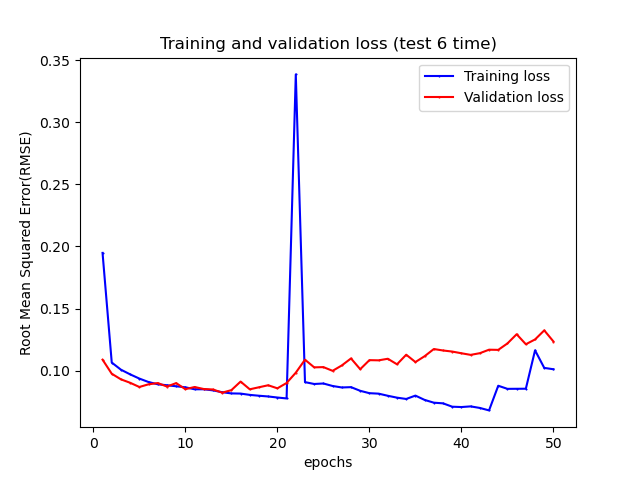 Training and validation loss (test 6 time)
Training loss
Validation loss
0.35
0.30
0.25
0.20
0.15
0.10
Root Mean Squared Error(RMSE)
0
10
20
30
40
50
epochs